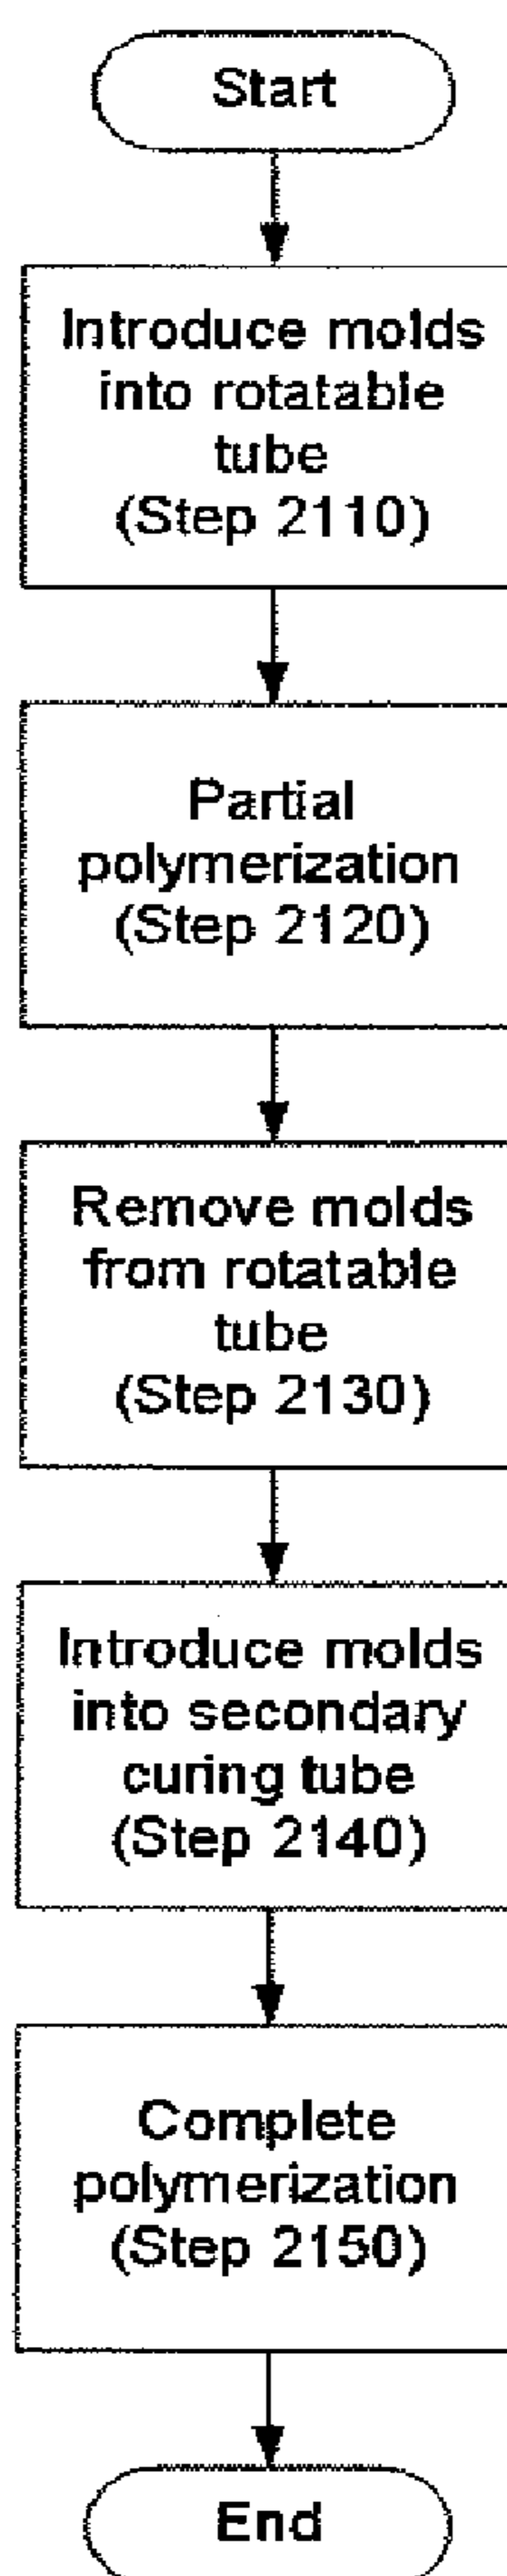 Start
Introduce molds
into rotatable
tube
(Step 2110)
Partial
polymerization
(Step 2120)
Remove molds
from rotatable
tube
(Step 2130)
Introduce molds
into secondary
curing tube
(Step 2140)
Complete
polymerization
(Step 2150)
End